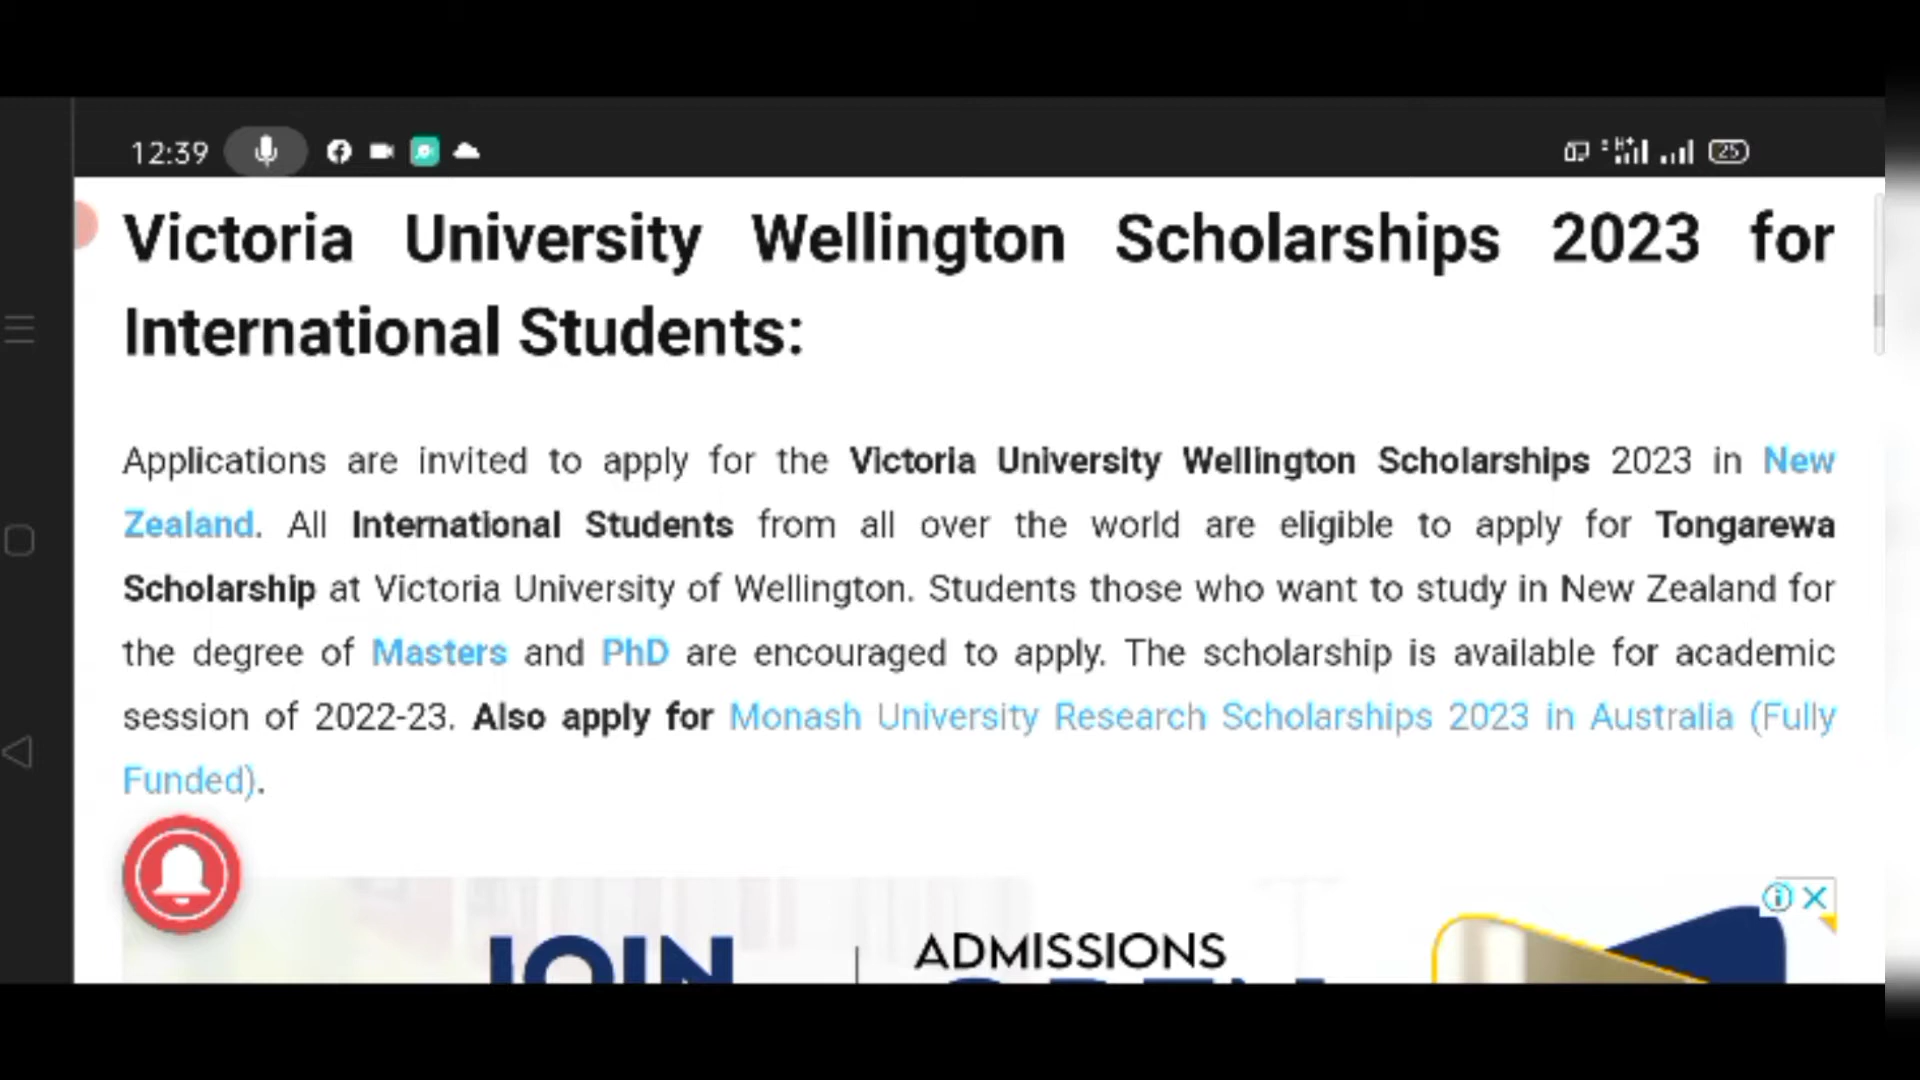 12:39
25
Victoria University Wellington Scholarships 2023 for
International Students:
Applications are invited to apply for the Victoria University Wellington Scholarships 2023 in New
Zealand. All International Students from all over the world are eligible to apply for Tongarewa
Scholarship at Victoria University of Wellington. Students those who want to study in New Zealand for
the degree of Masters and PhD are encouraged to apply. The scholarship is available for academic
session of 2022-23. Also apply for Monash University Research Scholarships 2023 in Australia (Fully
Funded).
JOIN
ADMISSIONS